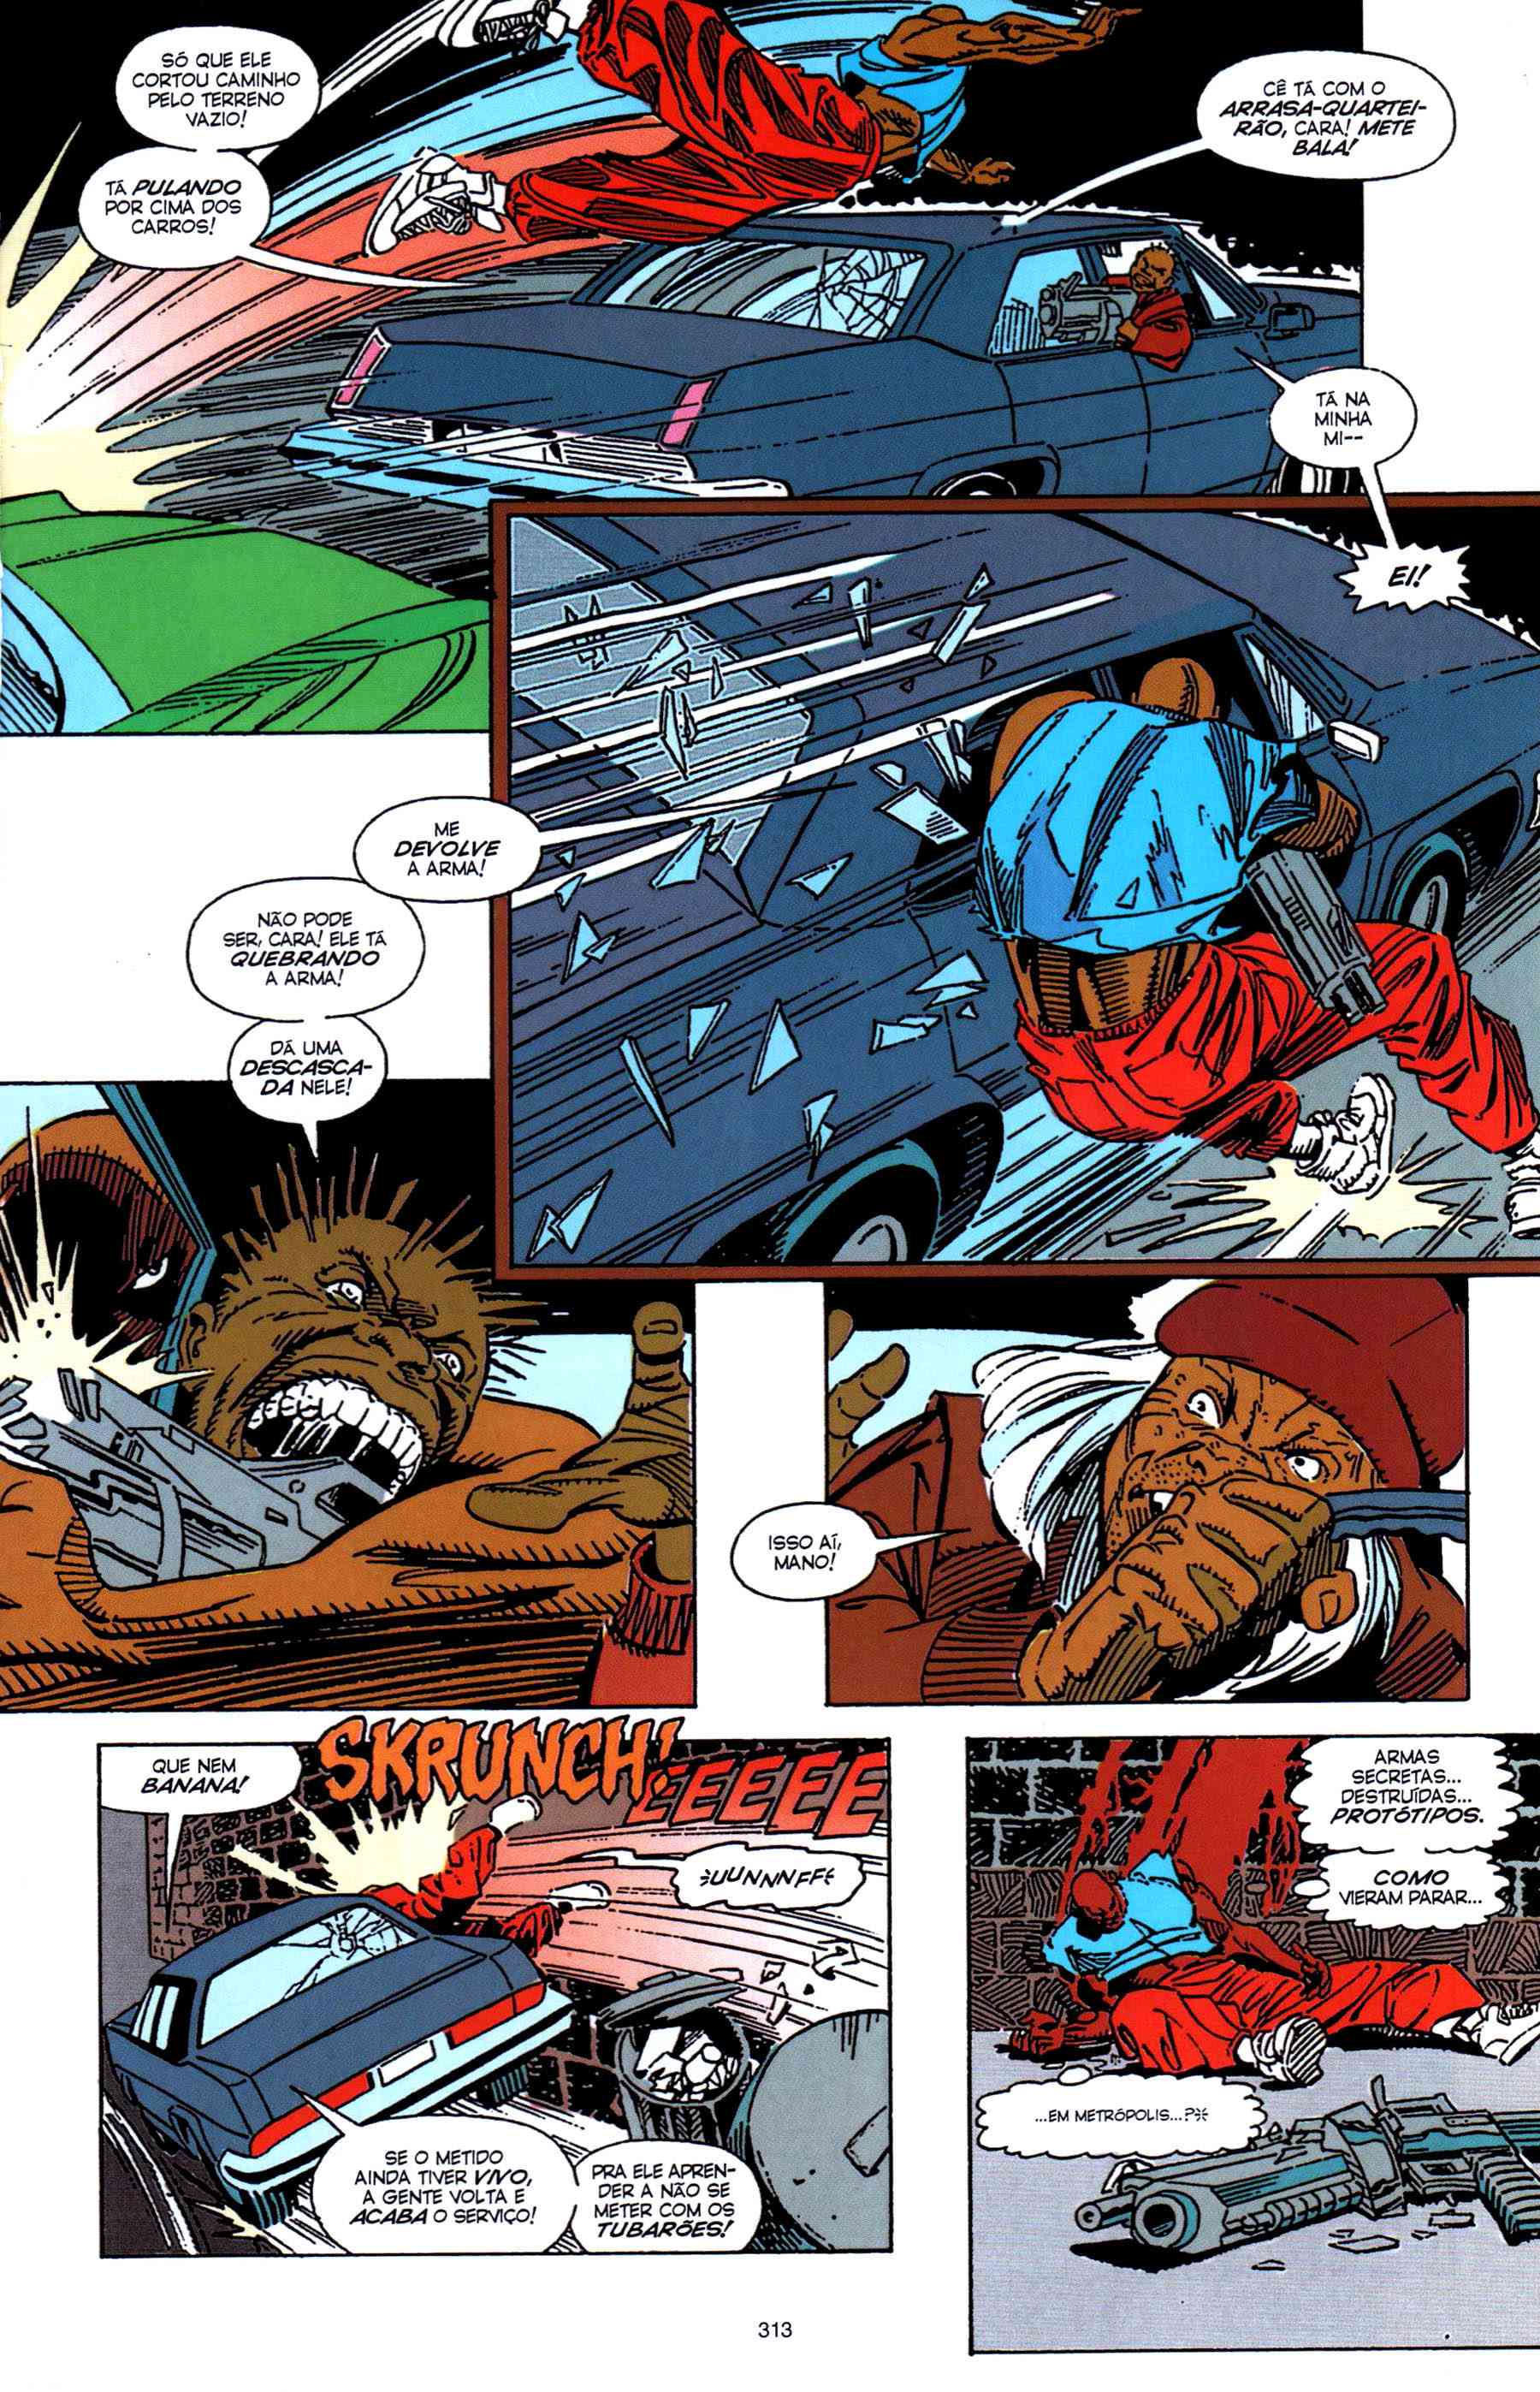 SÓ QUE ELE
CORTOU CAMINHO
PELO TERRENO
VAZIO!
TÁ PULANDO
POR CIMA DOS
CARROS!
CÊ TÁ COM O
ARRASA-QUARTEI-
RÃO, CARA! METE
BALA!
TÁ NA
MINHA
MI--
EI!
ME
DEVOLVE
A ARMA!
NÃO PODE
SER, CARA! ELE TÁ
QUEBRANDO
A ARMA!
DÁ UMA
DESCASCA-
DA NELE!
ISSO AÍ,
MANO!
QUE NEM
BANANA!
SKRUNCH!
EEEEEE
UUNNNFF
SE O METIDO
AINDA TIVER VIVO,
A GENTE VOLTA E
ACABA O SERVIÇO!
PRA ELE APREN-
DER A NÃO SE
METER COM OS
TUBARÕES!
ARMAS
SECRETAS...
DESTRUÍDAS...
PROTÓTIPOS.
COMO
VIERAM PARAR...
...EM METRÓPOLIS...?
313